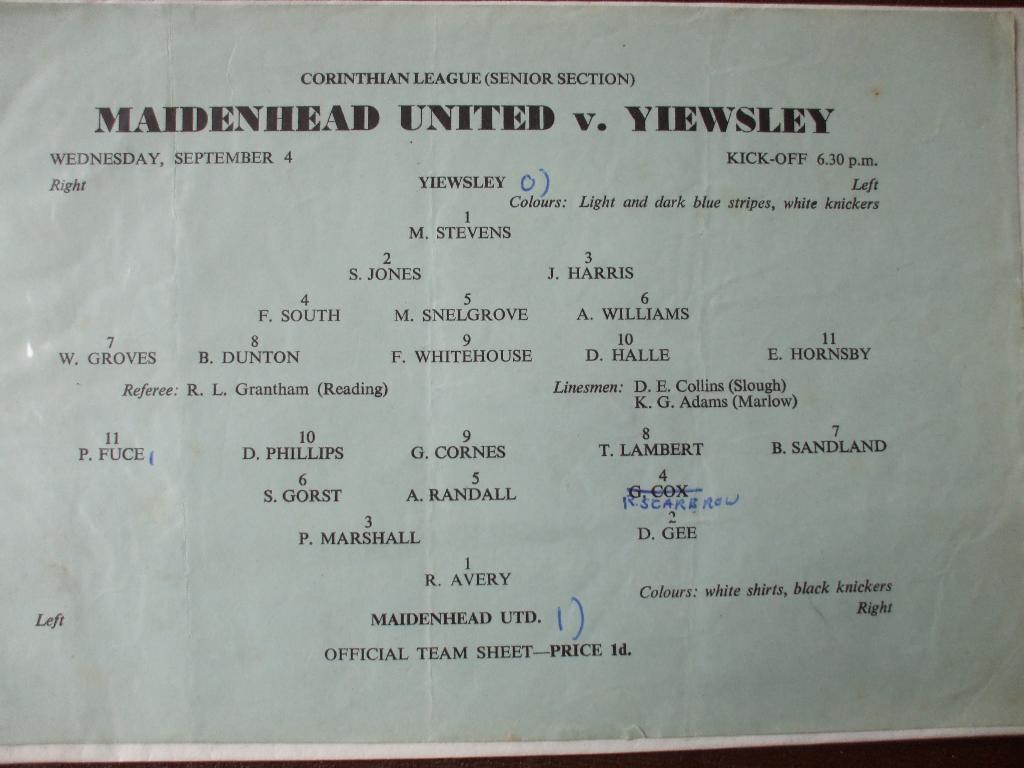 CORINTHIAN LEAGUE (SENIOR SECTION)
MAIDENHEAD UNITED v. YIEWSLEY
WEDNESDAY, SEPTEMBER 4 KICK-OFF 6.30 p.m.
Right YIEWSLEY 0) Left
Colours: Light and dark blue stripes, white knickers
1
M. STEVENS
2 3
S. JONES J. HARRIS
4 5 6
F. SOUTH M. SNELGROVE A. WILLIAMS
7 8 9 10 11
W. GROVES B. DUNTON F. WHITEHOUSE D. HALLE E. HORNSBY
Referee: R. L. Grantham (Reading) Linesmen: D. E. Collins (Slough)
K. G. Adams (Marlow)
11 10 9 8 7
P. FUCE 1 D. PHILLIPS G. CORNES T. LAMBERT B. SANDLAND
6 5 4
S. GORST A. RANDALL G. COX
R. SCAREROW
3 2
P. MARSHALL D. GEE
1
R. AVERY
Colours: white shirts, black knickers
Left MAIDENHEAD UTD. 1) Right
OFFICIAL TEAM SHEET—PRICE 1d.